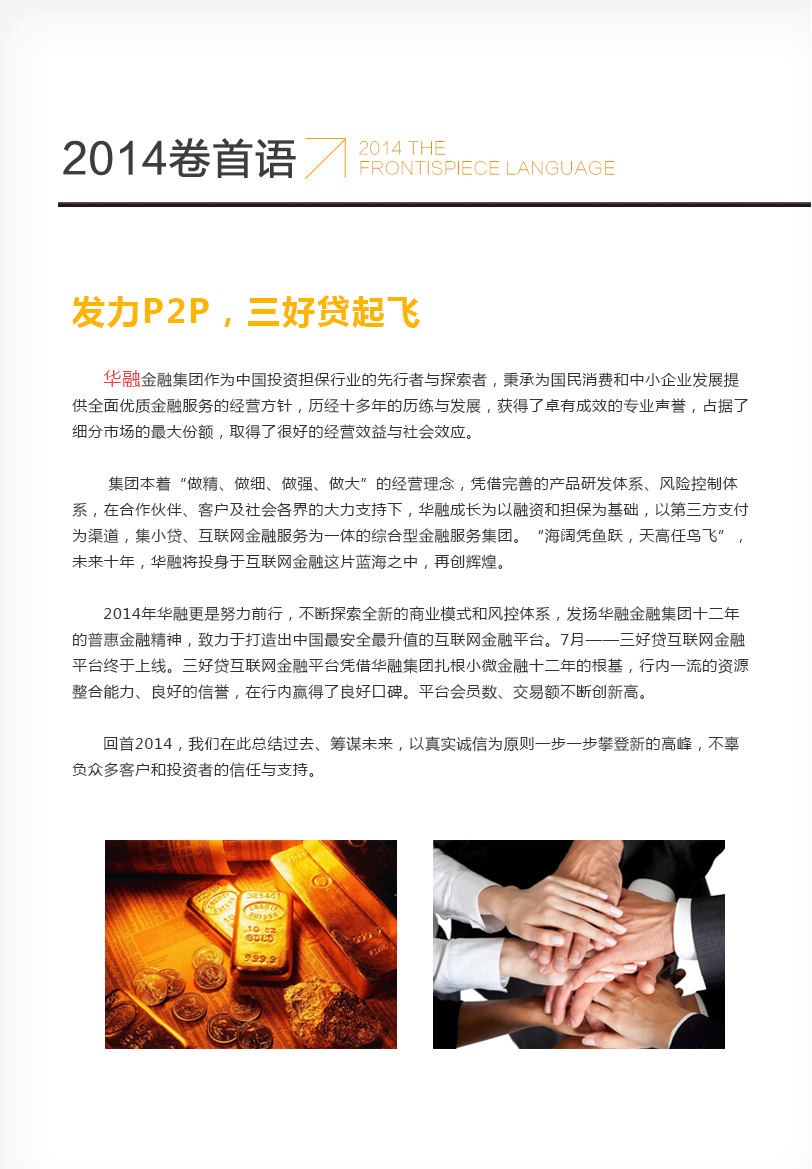 2014卷首语
2014 THE
FRONTISPIECE LANGUAGE
发力P2P，三好贷起飞
华融金融集团作为中国投资担保行业的先行者与探索者，秉承为国民消费和中小企业发展提
供全面优质金融服务的经营方针，历经十多年的历练与发展，获得了卓有成效的专业声誉，占据了
细分市场的最大份额，取得了很好的经营效益与社会效应。
集团本着“做精、做细、做强、做大”的经营理念，凭借完善的产品研发体系、风险控制体
系，在合作伙伴、客户及社会各界的大力支持下，华融成长为以融资和担保为基础，以第三方支付
为渠道，集小贷、互联网金融服务为一体的综合型金融服务集团。“海阔凭鱼跃，天高任鸟飞”，
未来十年，华融将投身于互联网金融这片蓝海之中，再创辉煌。
2014年华融更是努力前行，不断探索全新的商业模式和风控体系，发扬华融金融集团十二年
的普惠金融精神，致力于打造出中国最安全最升值的互联网金融平台。7月——三好贷互联网金融
平台终于上线。三好贷互联网金融平台凭借华融集团扎根小微金融十二年的根基，行内一流的资源
整合能力、良好的信誉，在行内赢得了良好口碑。平台会员数、交易额不断创新高。
回首2014，我们在此总结过去、筹谋未来，以真实诚信为原则一步一步攀登新的高峰，不辜
负众多客户和投资者的信任与支持。
CREDIT
SUISSE
10 oz
GOLD
999.9